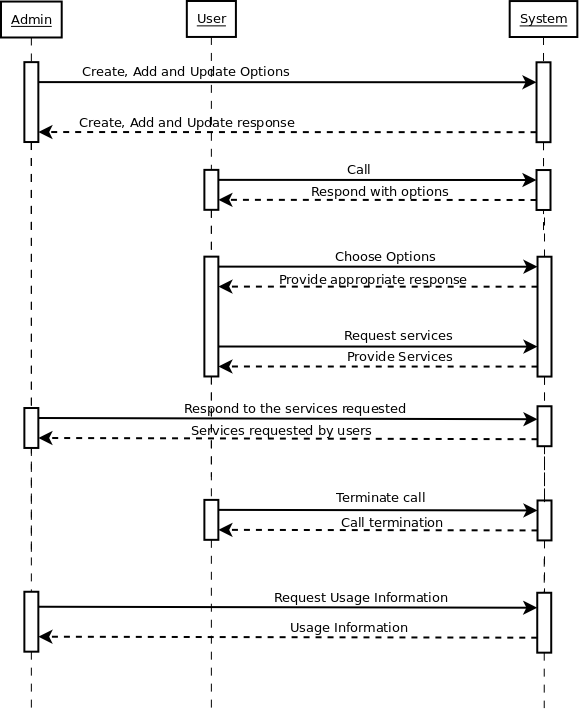 Admin
User
System
Create, Add and Update Options
Create, Add and Update response
Call
Respond with options
Choose Options
Provide appropriate response
Request services
Provide Services
Respond to the services requested
Services requested by users
Terminate call
Call termination
Request Usage Information
Usage Information